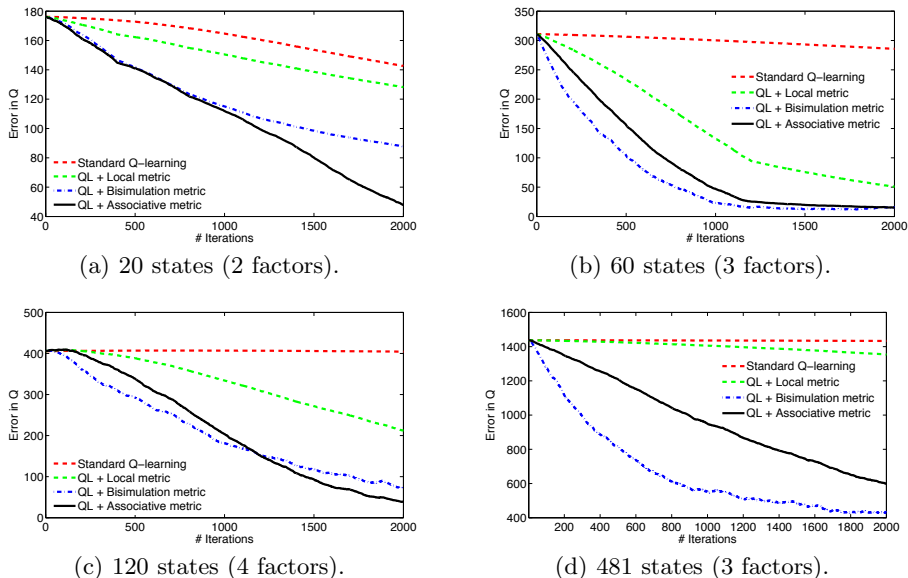 180
160
140
120
100
80
60
40
0 500 1000 1500 2000
Error in Q
# Iterations
Standard Q−learning
QL + Local metric
QL + Bisimulation metric
QL + Associative metric
(a) 20 states (2 factors).
350
300
250
200
150
100
50
0
0 500 1000 1500 2000
Error in Q
# Iterations
Standard Q−learning
QL + Local metric
QL + Bisimulation metric
QL + Associative metric
(b) 60 states (3 factors).
500
400
300
200
100
0
0 500 1000 1500 2000
Error in Q
# Iterations
Standard Q−learning
QL + Local metric
QL + Bisimulation metric
QL + Associative metric
(c) 120 states (4 factors).
1600
1400
1200
1000
800
600
400
200 400 600 800 1000 1200 1400 1600 1800 2000
Error in Q
# Iterations
Standard Q−learning
QL + Local metric
QL + Bisimulation metric
QL + Associative metric
(d) 481 states (3 factors).